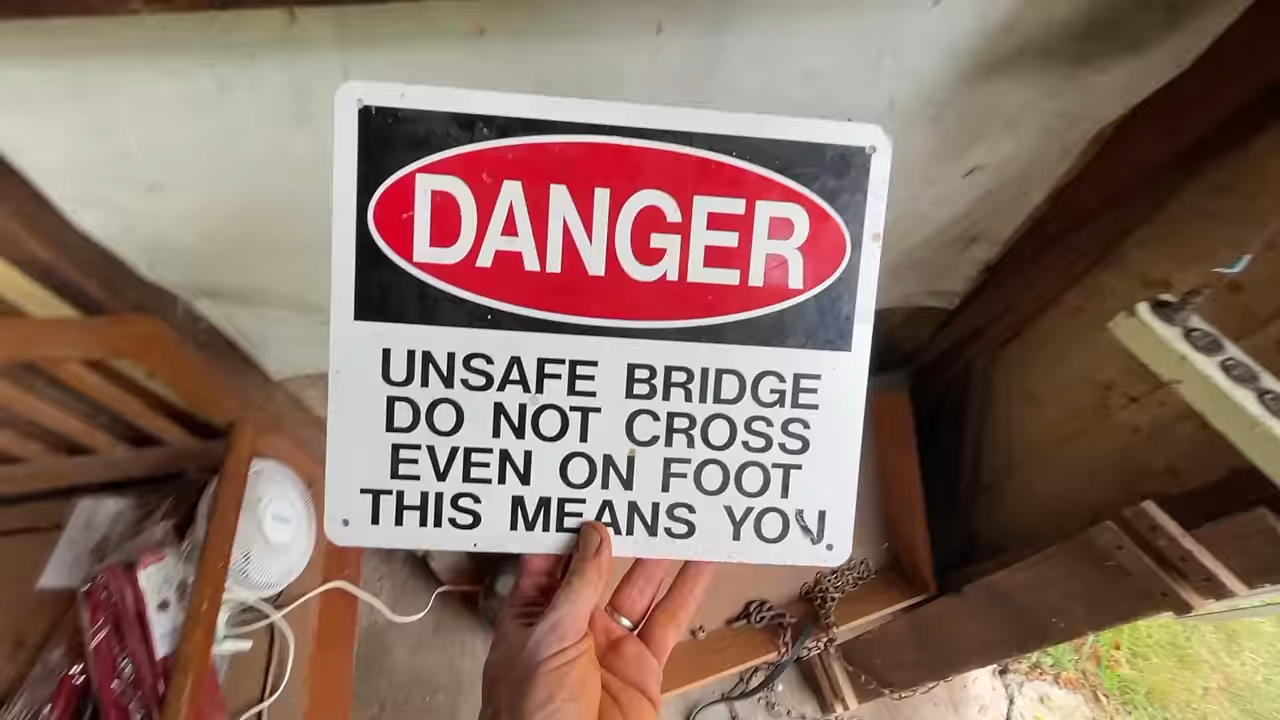 DANGER
UNSAFE BRIDGE
DO NOT CROSS
EVEN ON FOOT
THIS MEANS YOU